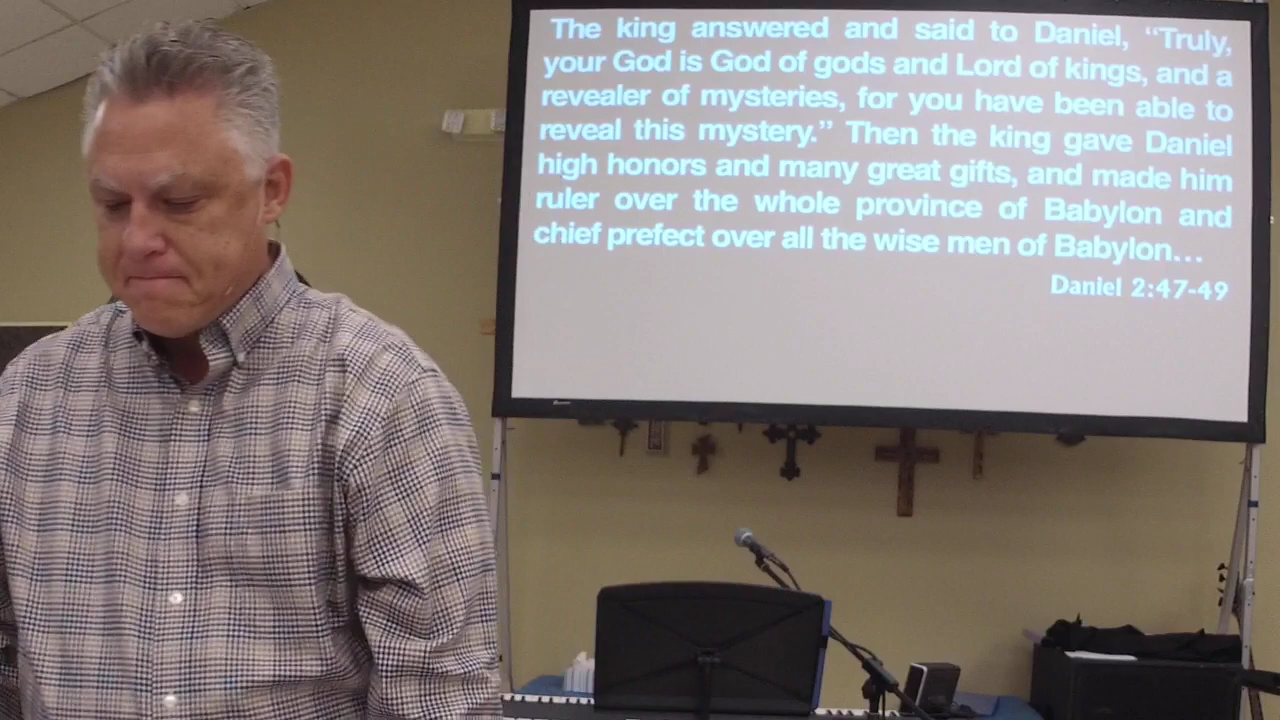 The king answered and said to Daniel, “Truly,
your God is God of gods and Lord of kings, and a
revealer of mysteries, for you have been able to
reveal this mystery.” Then the king gave Daniel
high honors and many great gifts, and made him
ruler over the whole province of Babylon and
chief prefect over all the wise men of Babylon…
Daniel 2:47-49